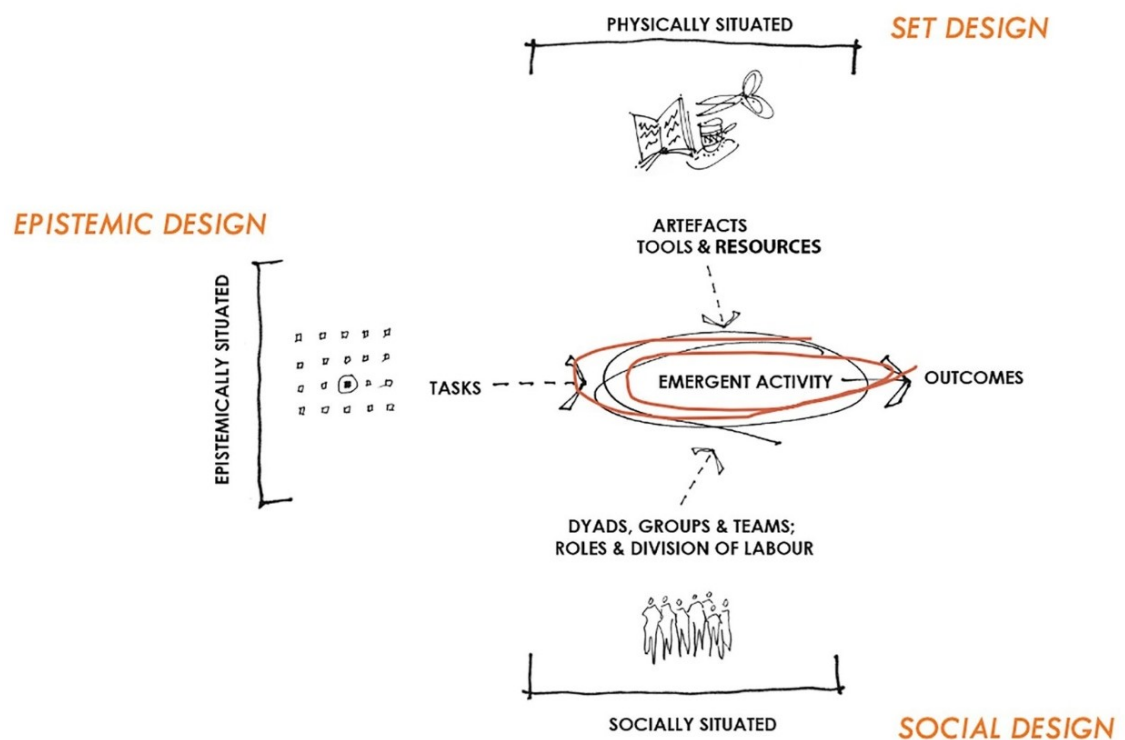 PHYSICALLY SITUATED
SET DESIGN
EPISTEMIC DESIGN
EPISTEMICALLY SITUATED
ARTEFACTS
TOOLS & RESOURCES
TASKS
EMERGENT ACTIVITY
OUTCOMES
DYADS, GROUPS & TEAMS;
ROLES & DIVISION OF LABOUR
SOCIALLY SITUATED
SOCIAL DESIGN